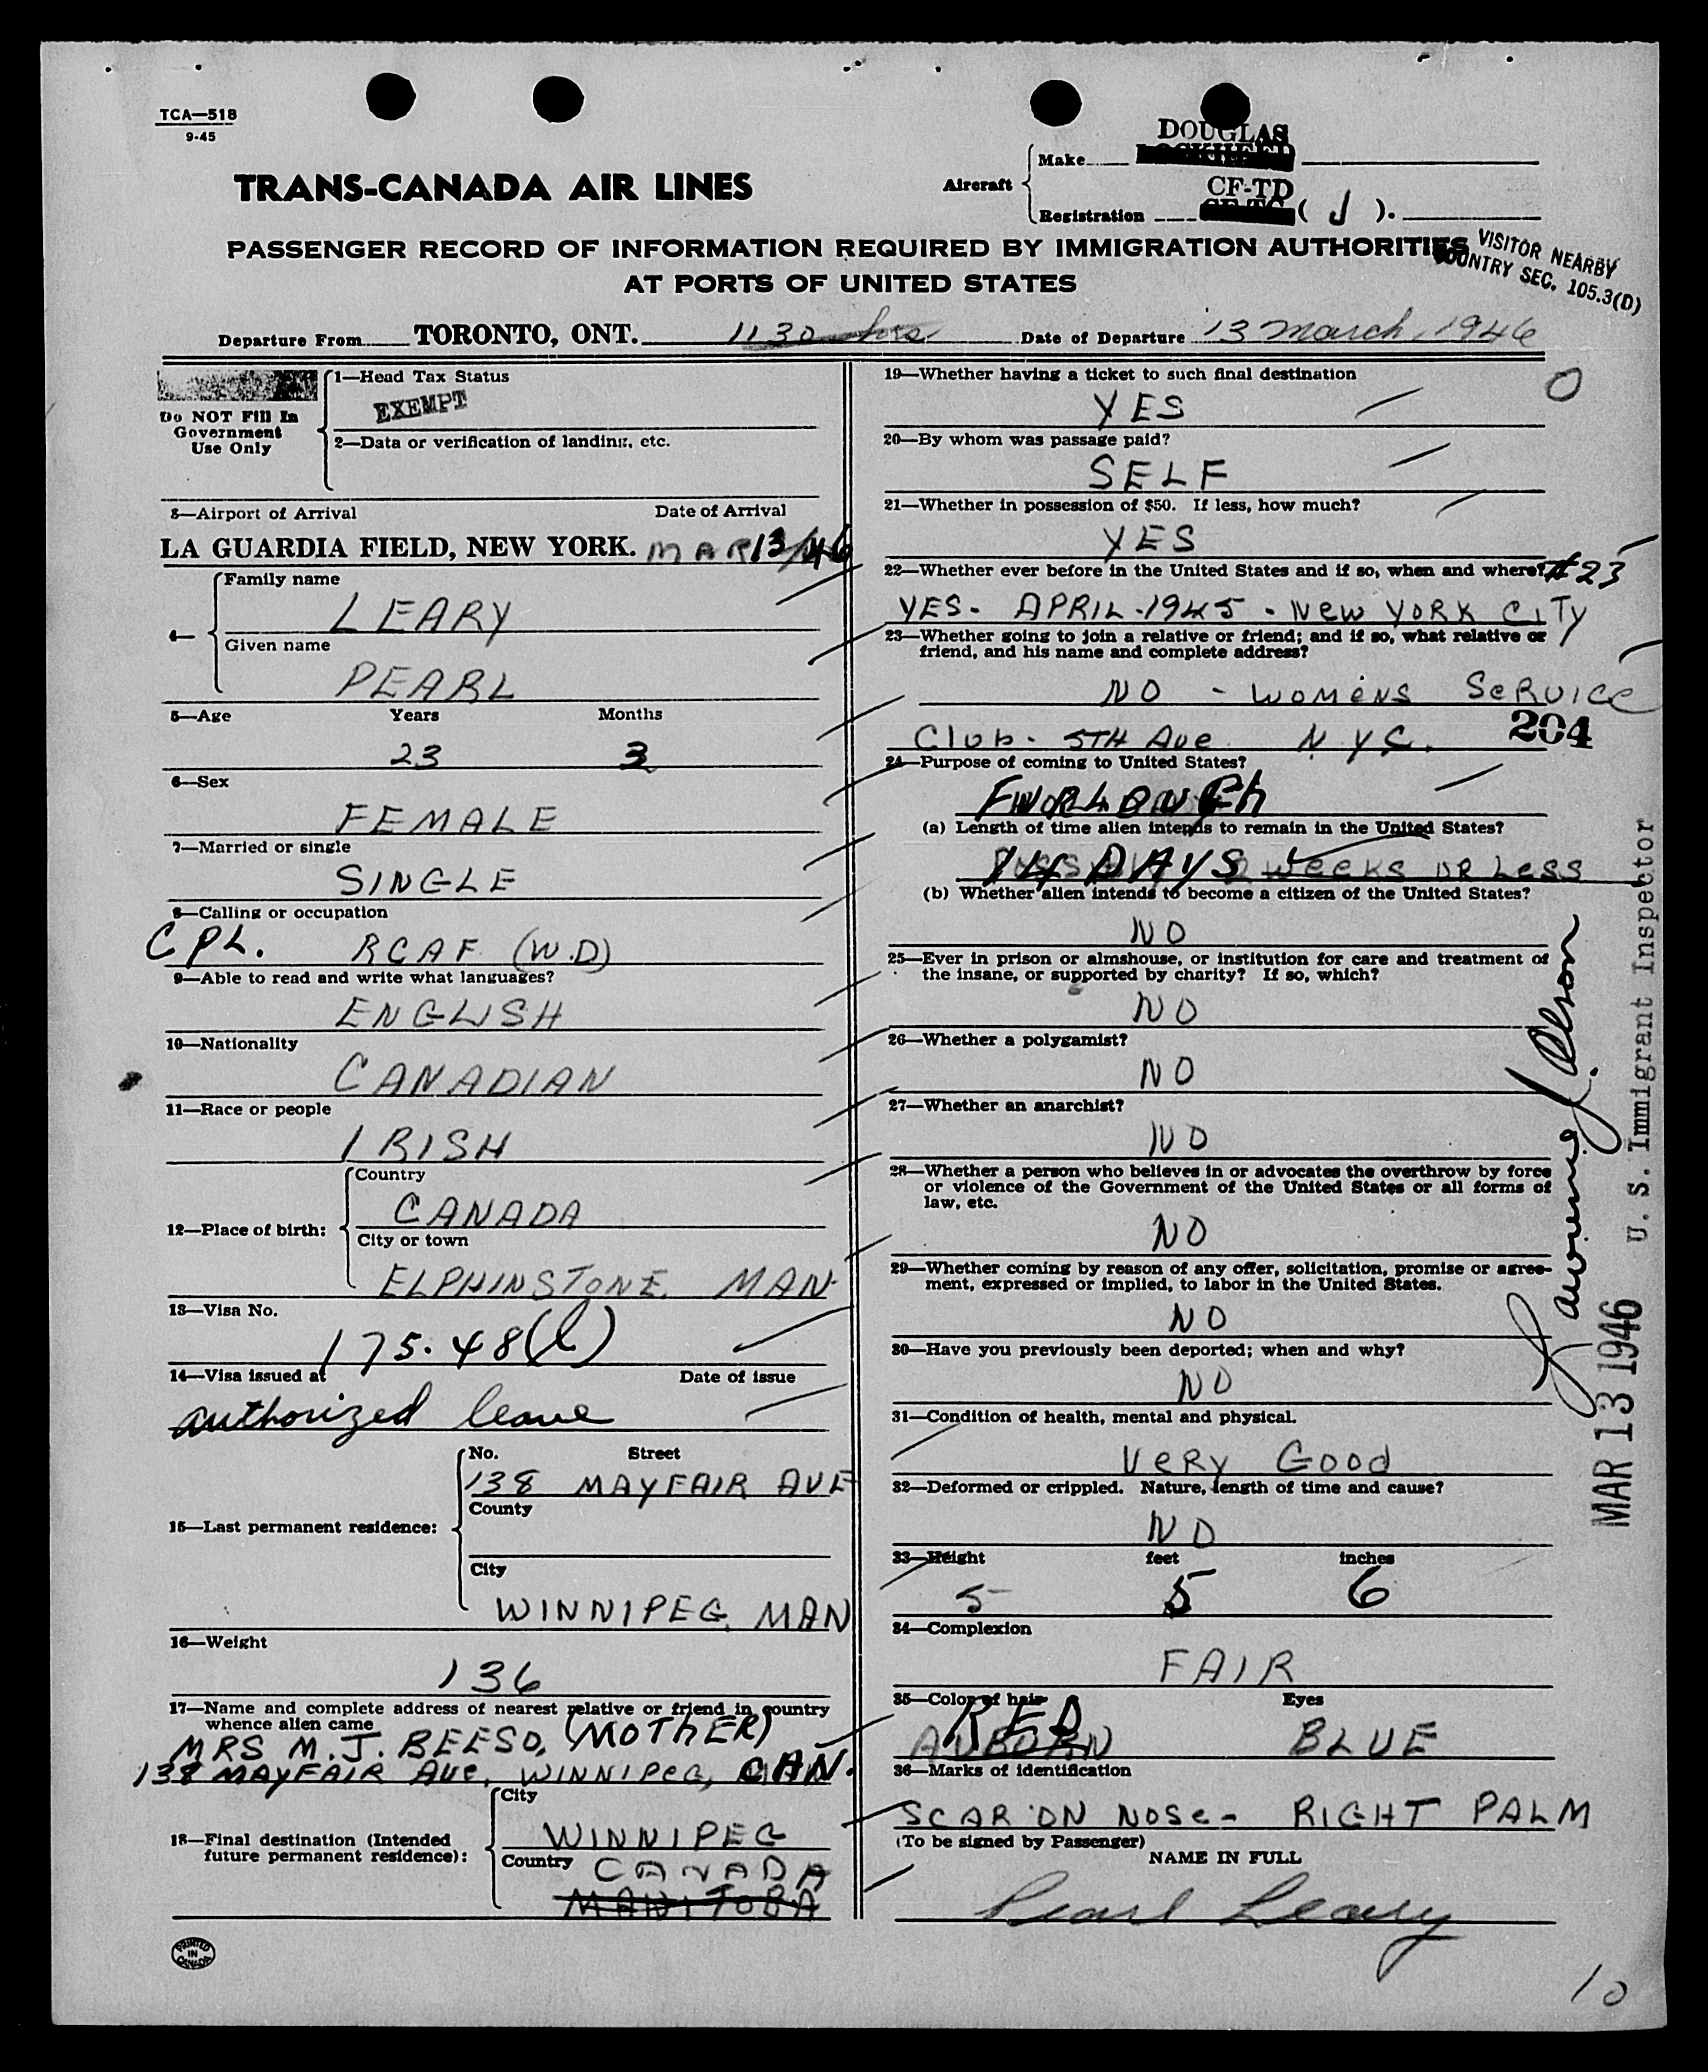 TCA—518
9-45
TRANS-CANADA AIR LINES
Aircraft
Make
DOUGLAS
LOCKHEED
Registration
CF-TD
CF-TC
( J ).
PASSENGER RECORD OF INFORMATION REQUIRED BY IMMIGRATION AUTHORITIES
AT PORTS OF UNITED STATES
VISITOR NEARBY
COUNTRY SEC. 105.3(D)
Departure From TORONTO, ONT. 1130 hrs Date of Departure 13 March, 1946
Do NOT Fill In
Government
Use Only
1—Head Tax Status
EXEMPT
2—Data or verification of landing, etc.
3—Airport of Arrival Date of Arrival
LA GUARDIA FIELD, NEW YORK. MAR 13/46
4—
Family name
LEARY
Given name
PEARL
5—Age Years Months
23 3
6—Sex
FEMALE
7—Married or single
SINGLE
8—Calling or occupation
CPL. RCAF (W.D)
9—Able to read and write what languages?
ENGLISH
10—Nationality
CANADIAN
11—Race or people
IRISH
12—Place of birth:
Country
CANADA
City or town
ELPHINSTONE. MAN
13—Visa No.
175.48(l)
14—Visa issued at Date of issue
authorized leave
15—Last permanent residence:
No. Street
138 MAYFAIR AVE
County
City
WINNIPEG, MAN
16—Weight
136
17—Name and complete address of nearest relative or friend in country
whence alien came
MRS M.J. BEESO, (MOTHER)
138 MAYFAIR Ave, WINNIPEG, CAN.
18—Final destination (Intended
future permanent residence):
City
WINNIPEG
Country CANADA
MANITOBA
PRINTED
IN
CANADA
19—Whether having a ticket to such final destination
YES
O
20—By whom was passage paid?
SELF
21—Whether in possession of $50. If less, how much?
YES
22—Whether ever before in the United States and if so, when and where? #23
YES - APRIL-1945 - New YORK CITY
23—Whether going to join a relative or friend; and if so, what relative or
friend, and his name and complete address?
NO - WOMENS SERVICE
Club - 5TH Ave N.Y.C. 204
24—Purpose of coming to United States?
FURLOUGH
(a) Length of time alien intends to remain in the United States?
14 DAYS 2 WEEKS OR LESS
(b) Whether alien intends to become a citizen of the United States?
NO
25—Ever in prison or almshouse, or institution for care and treatment of
the insane, or supported by charity? If so, which?
NO
26—Whether a polygamist?
NO
27—Whether an anarchist?
NO
28—Whether a person who believes in or advocates the overthrow by force
or violence of the Government of the United States or all forms of
law, etc.
NO
29—Whether coming by reason of any offer, solicitation, promise or agree-
ment, expressed or implied, to labor in the United States.
NO
30—Have you previously been deported; when and why?
NO
31—Condition of health, mental and physical.
VERY GOOD
32—Deformed or crippled. Nature, length of time and cause?
NO
33—Height feet inches
5 5 6
34—Complexion
FAIR
35—Color of hair Eyes
RED
AUBURN BLUE
36—Marks of identification
SCAR ON NOSE - RIGHT PALM
(To be signed by Passenger)
NAME IN FULL
Pearl Leary
10
MAR 13 1946 U. S. Immigrant Inspector